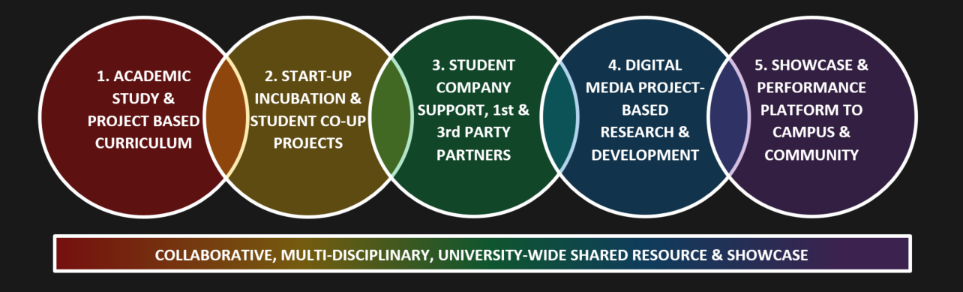 1. ACADEMIC
STUDY &
PROJECT BASED
CURRICULUM
2. START-UP
INCUBATION &
STUDENT CO-UP
PROJECTS
3. STUDENT
COMPANY
SUPPORT, 1st &
3rd PARTY
PARTNERS
4. DIGITAL
MEDIA PROJECT-
BASED
RESEARCH &
DEVELOPMENT
5. SHOWCASE &
PERFORMANCE
PLATFORM TO
CAMPUS &
COMMUNITY
COLLABORATIVE, MULTI-DISCIPLINARY, UNIVERSITY-WIDE SHARED RESOURCE & SHOWCASE